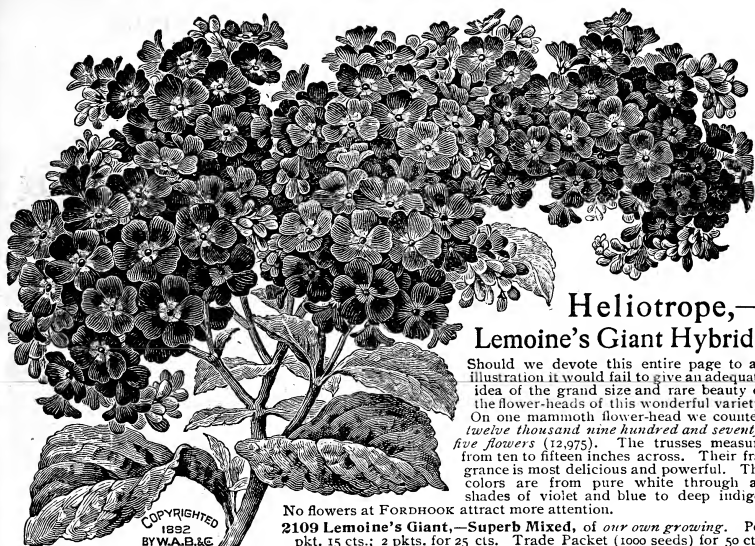 Heliotrope,—
Lemoine's Giant Hybrid
Should we devote this entire page to a
illustration it would fail to give an adequat
idea of the grand size and rare beauty
the flower-heads of this wonderful variet
On one mammoth flower-head we counte
twelve thousand nine hundred and seventy
five flowers (12,975). The trusses measu
from ten to fifteen inches across. Their fra
grance is most delicious and powerful. Th
colors are from pure white through a
shades of violet and blue to deep indig
No flowers at FORDHOOK attract more attention.
2109 Lemoine's Giant,—Superb Mixed, of our own growing. Pe
pkt. 15 cts.; 2 pkts. for 25 cts. Trade Packet (1000 seeds) for 50 ct
COPYRIGHTED
1892
BY W.A.B.&C